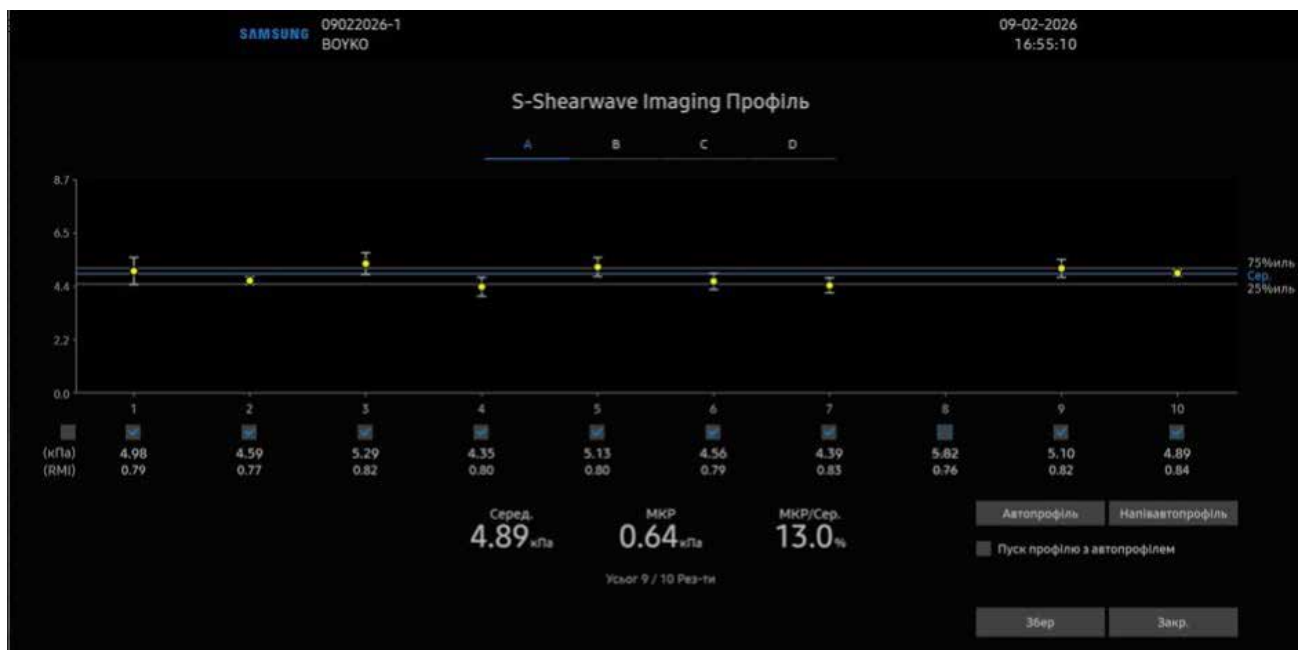 SAMSUNG
09022026-1
BOYKO
09-02-2026
16:55:10
S-Shearwave Imaging Профіль
A B C D
8.7
6.5
4.4
2.2
0.0
75%иль
Сер.
25%иль
1 2 3 4 5 6 7 8 9 10
(кПа) 4.98 4.59 5.29 4.35 5.13 4.56 4.39 5.82 5.10 4.89
(RMI) 0.79 0.77 0.82 0.80 0.80 0.79 0.83 0.76 0.82 0.84
Серед. МКР МКР/Сер.
4.89 кПа 0.64 кПа 13.0 %
Усьог 9 / 10 Рез-ти
Автопрофіль Напівавтопрофіль
Пуск профілю з автопрофілем
Збер Закр.